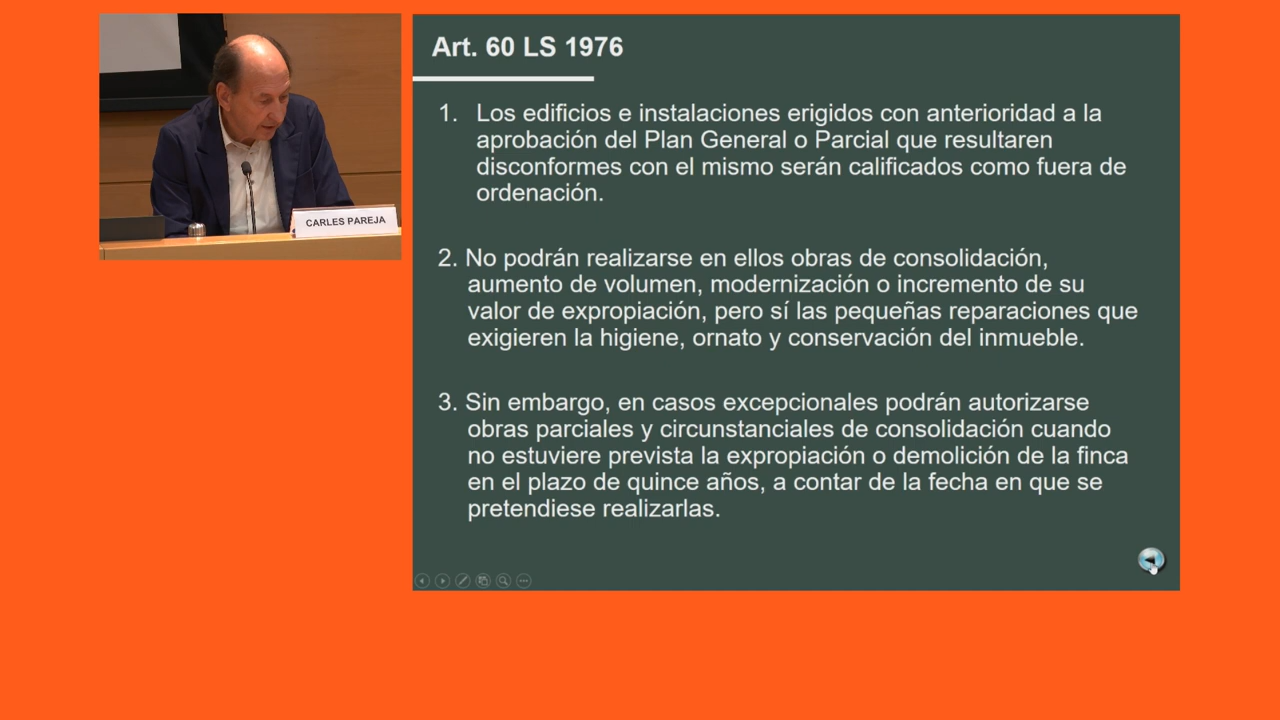 CARLES PAREJA
Art. 60 LS 1976
1. Los edificios e instalaciones erigidos con anterioridad a la
aprobación del Plan General o Parcial que resultaren
disconformes con el mismo serán calificados como fuera de
ordenación.
2. No podrán realizarse en ellos obras de consolidación,
aumento de volumen, modernización o incremento de su
valor de expropiación, pero sí las pequeñas reparaciones que
exigieren la higiene, ornato y conservación del inmueble.
3. Sin embargo, en casos excepcionales podrán autorizarse
obras parciales y circunstanciales de consolidación cuando
no estuviere prevista la expropiación o demolición de la finca
en el plazo de quince años, a contar de la fecha en que se
pretendiese realizarlas.